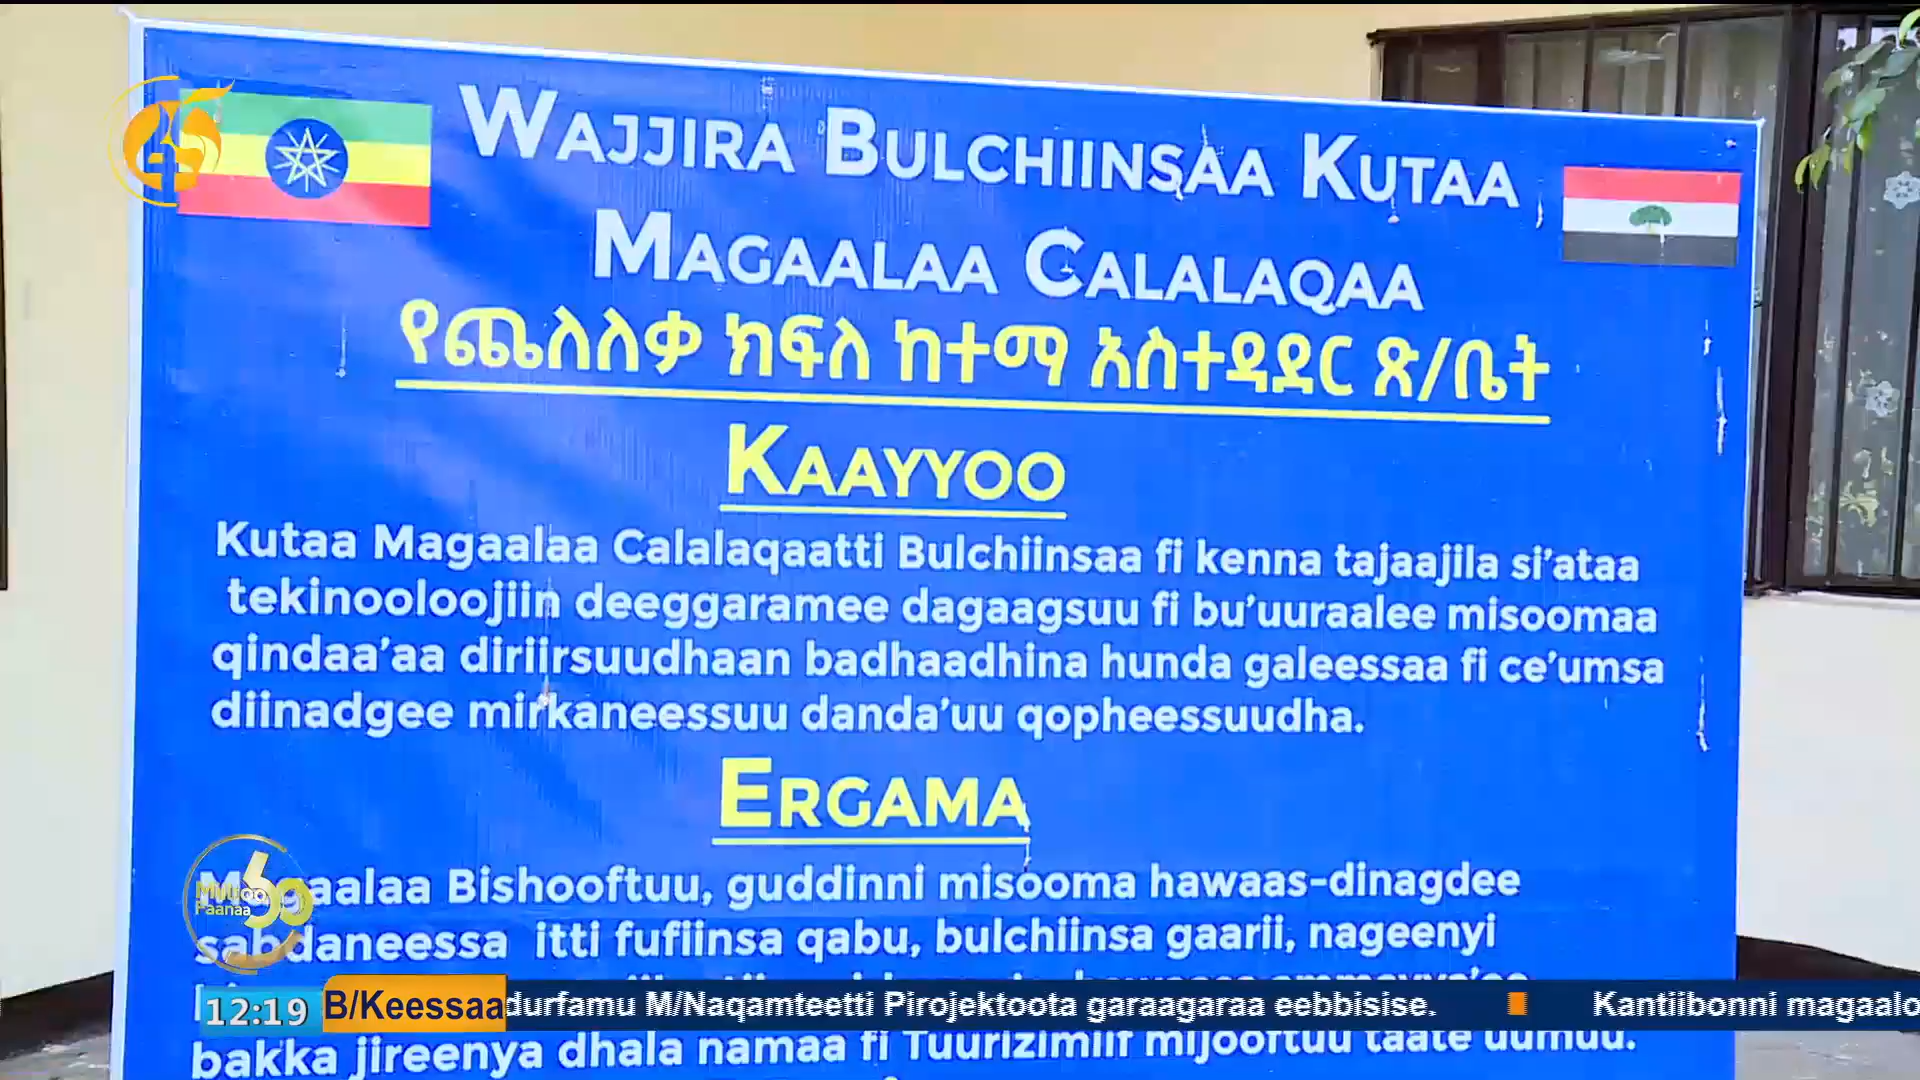 WAJJIRA BULCHIINSAA KUTAA
MAGAALAA CALALAQAA
የጨለለቃ ክፍለ ከተማ አስተዳደር ጽ/ቤት
KAAYYOO
Kutaa Magaalaa Calalaqaatti Bulchiinsaa fi kenna tajaajila si'ataa
tekinooloojiin deeggaramee dagaagsuu fi bu'uuraalee misoomaa
qindaa'aa diriirsuudhaan badhaadhina hunda galeessaa fi ce'umsa
diinadgee mirkaneessuu danda'uu qopheessuudha.
ERGAMA
Magaalaa Bishooftuu, guddinni misooma hawaas-dinagdee
sabdaneessa itti fufiinsa qabu, bulchiinsa gaarii, nageenyi
bakka jireenya dhala namaa fi Tuurizimiif mijooftuu taate uumuu.
60
Faanaa
12:19 B/Keessaa durfamu M/Naqamteetti Pirojektoota garaagaraa eebbisise. Kantiibonni magaalo